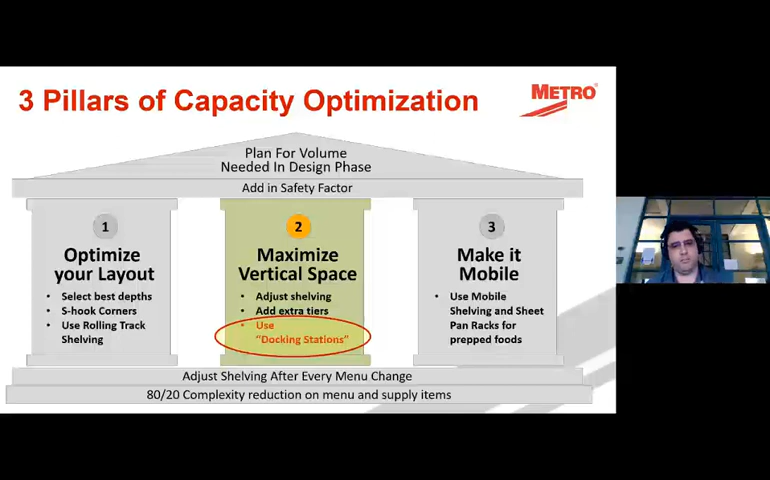 3 Pillars of Capacity Optimization
METRO
Plan For Volume
Needed In Design Phase
Add in Safety Factor
1
Optimize
your Layout
• Select best depths
• S-hook Corners
• Use Rolling Track
Shelving
2
Maximize
Vertical Space
• Adjust shelving
• Add extra tiers
• Use
"Docking Stations"
3
Make it
Mobile
• Use Mobile
Shelving and Sheet
Pan Racks for
prepped foods
Adjust Shelving After Every Menu Change
80/20 Complexity reduction on menu and supply items